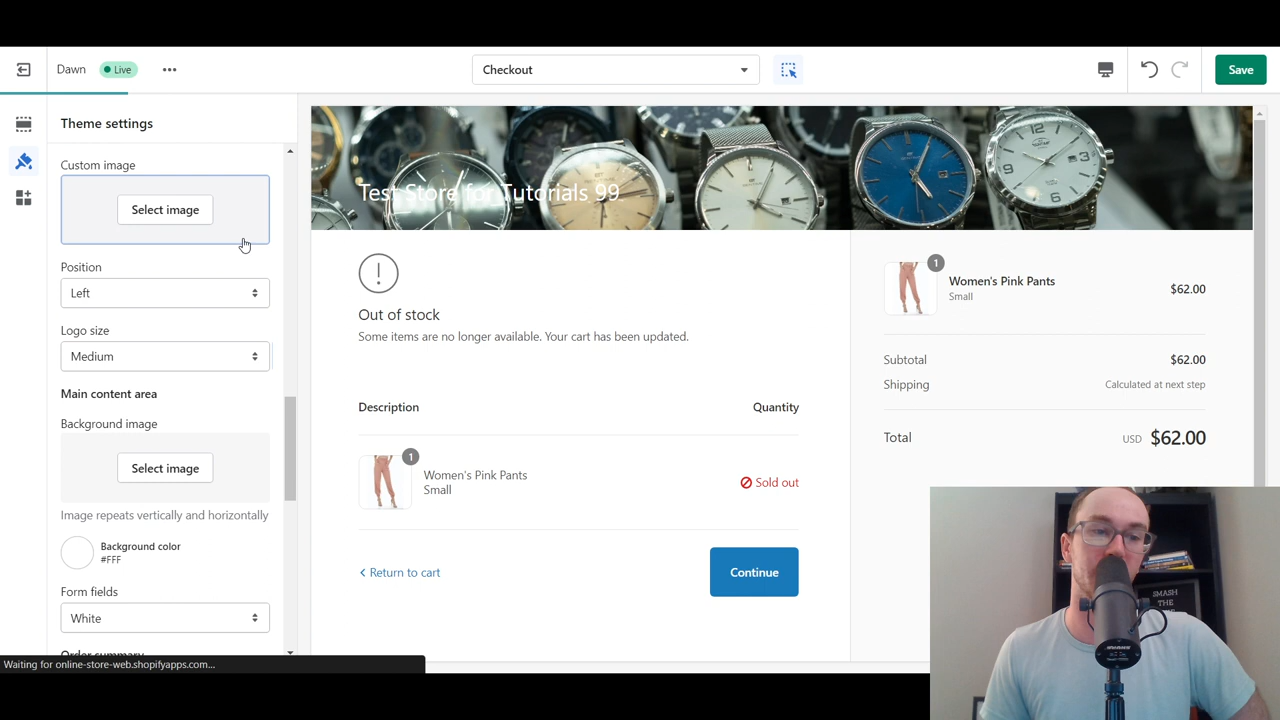 Dawn
Live
Checkout
Save
Theme settings
Custom image
Select image
Position
Left
Logo size
Medium
Main content area
Background image
Select image
Image repeats vertically and horizontally
Background color
#FFF
Form fields
White
Waiting for online-store-web.shopifyapps.com...
Test Store for Tutorials 99
Out of stock
Some items are no longer available. Your cart has been updated.
Description Quantity
1
Women's Pink Pants
Small
Sold out
Return to cart
Continue
1
Women's Pink Pants
Small
$62.00
Subtotal $62.00
Shipping Calculated at next step
Total USD $62.00
SMASH
THE